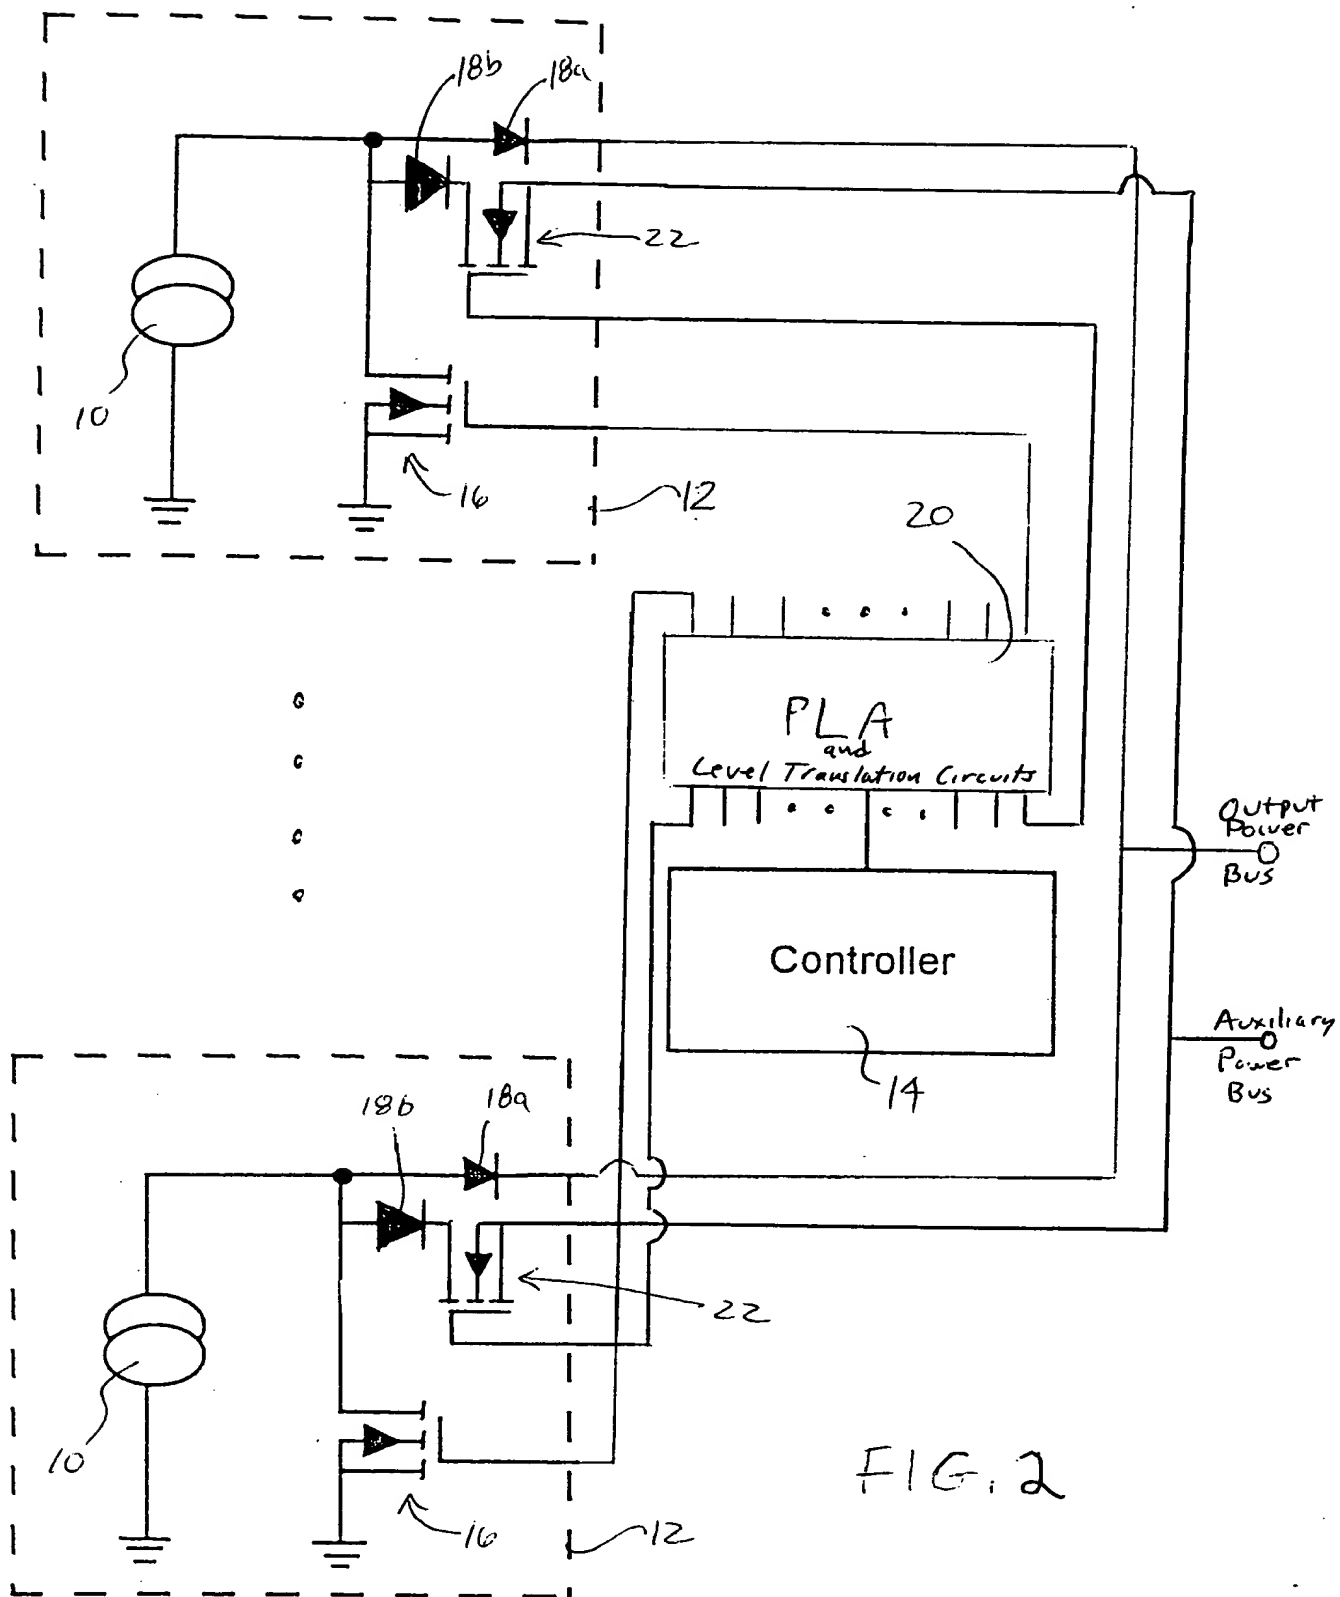 18b
18a
22
10
16
12
20
PLA
and
Level Translation Circuits
Output
Power
Bus
Controller
14
Auxiliary
Power
Bus
18b
18a
22
10
16
12
FIG. 2